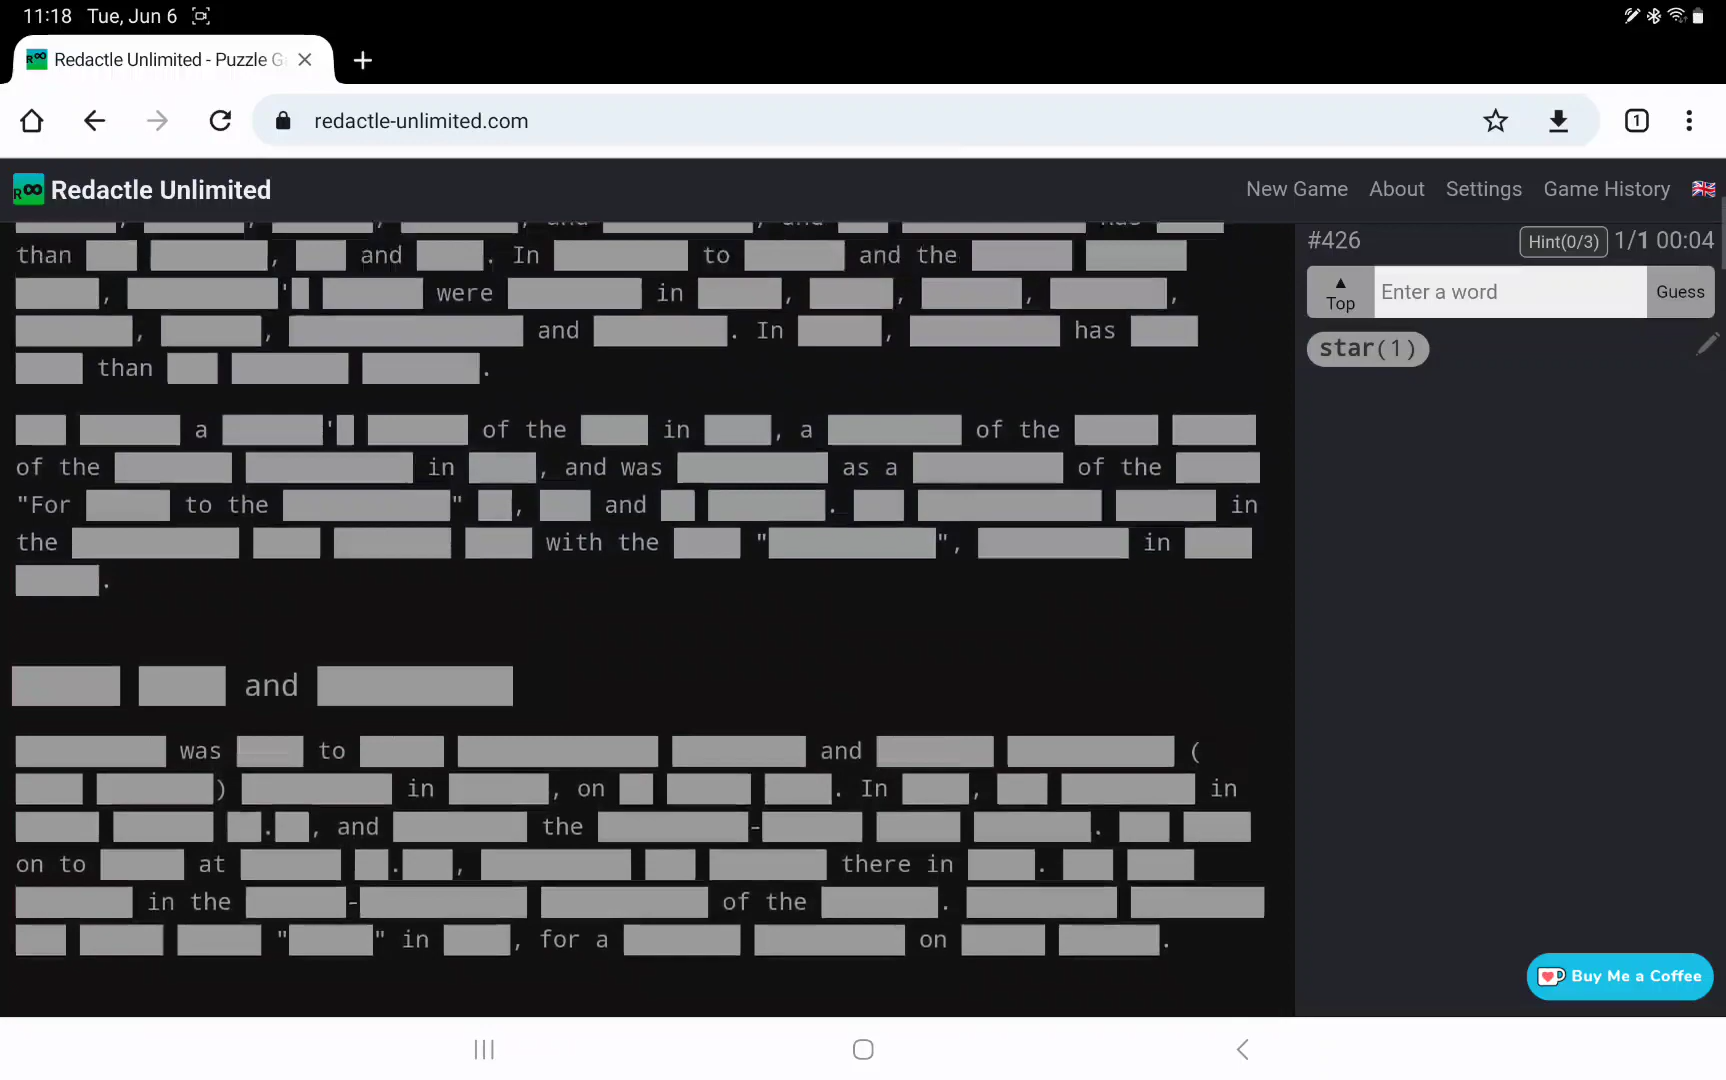 11:18 Tue, Jun 6
Redactle Unlimited - Puzzle G
redactle-unlimited.com
R∞ Redactle Unlimited
New Game About Settings Game History
, , , , and , and has
than , and . In to and the
, ' were in , , , ,
, , and . In , has
than .
a ' of the in , a of the
of the in , and was as a of the
"For to the " , and . in
the with the " ", in
.
and
was to and (
) in , on . In , in
. , and the - .
on to at . , there in .
in the - of the .
" " in , for a on .
#426
Hint(0/3)
1/1 00:04
▲ Top
Enter a word
Guess
star(1)
Buy Me a Coffee